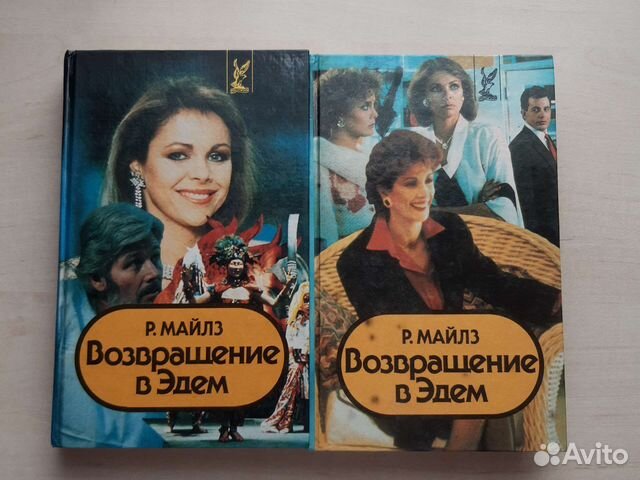 Р. МАЙЛЗ
Возвращение
в Эдем
Р. МАЙЛЗ
Возвращение
в Эдем
Avito